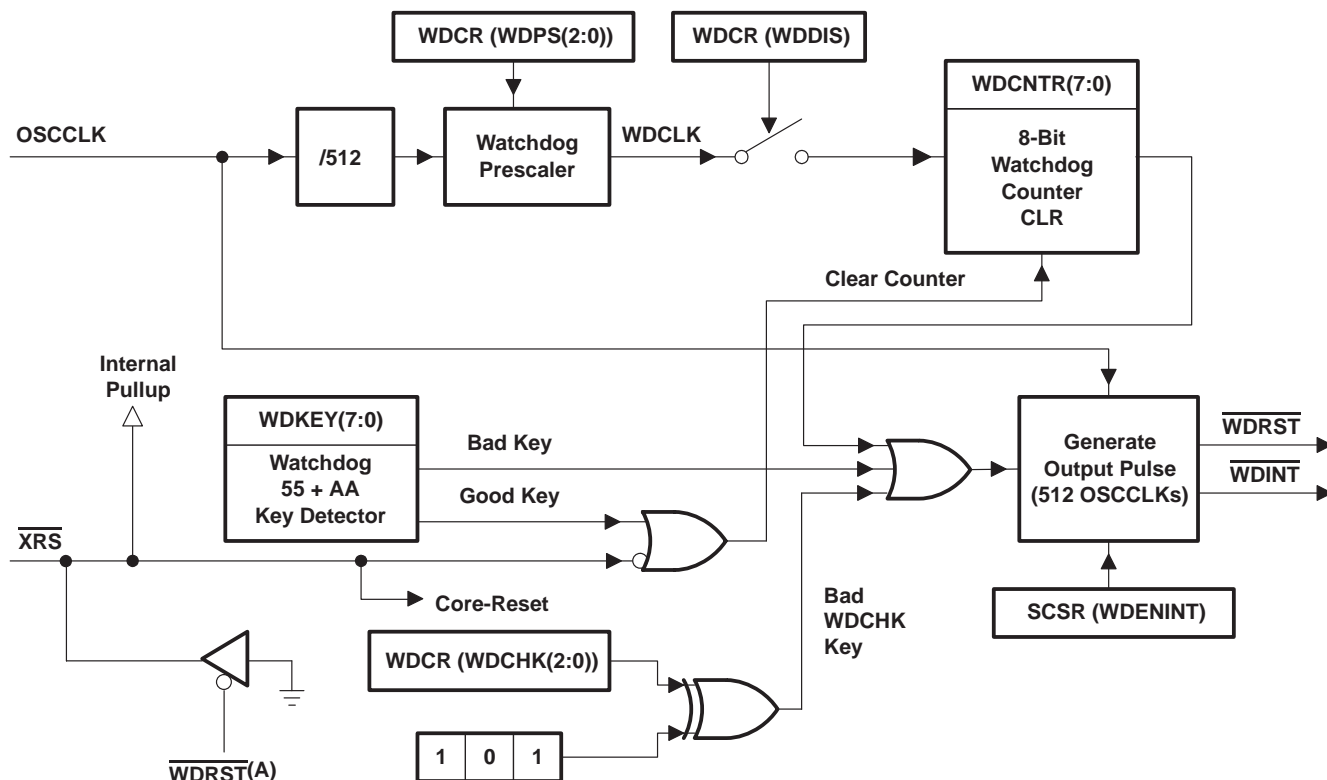 WDCR (WDPS(2:0))
WDCR (WDDIS)
WDCNTR(7:0)
OSCCLK
/512
Watchdog
Prescaler
WDCLK
8-Bit
Watchdog
Counter
CLR
Clear Counter
Internal
Pullup
WDKEY(7:0)
Watchdog
55 + AA
Key Detector
Bad Key
Good Key
Generate
Output Pulse
(512 OSCCLKs)
WDRST
WDINT
XRS
Core-Reset
Bad
WDCHK
Key
SCSR (WDENINT)
WDCR (WDCHK(2:0))
1 0 1
WDRST(A)